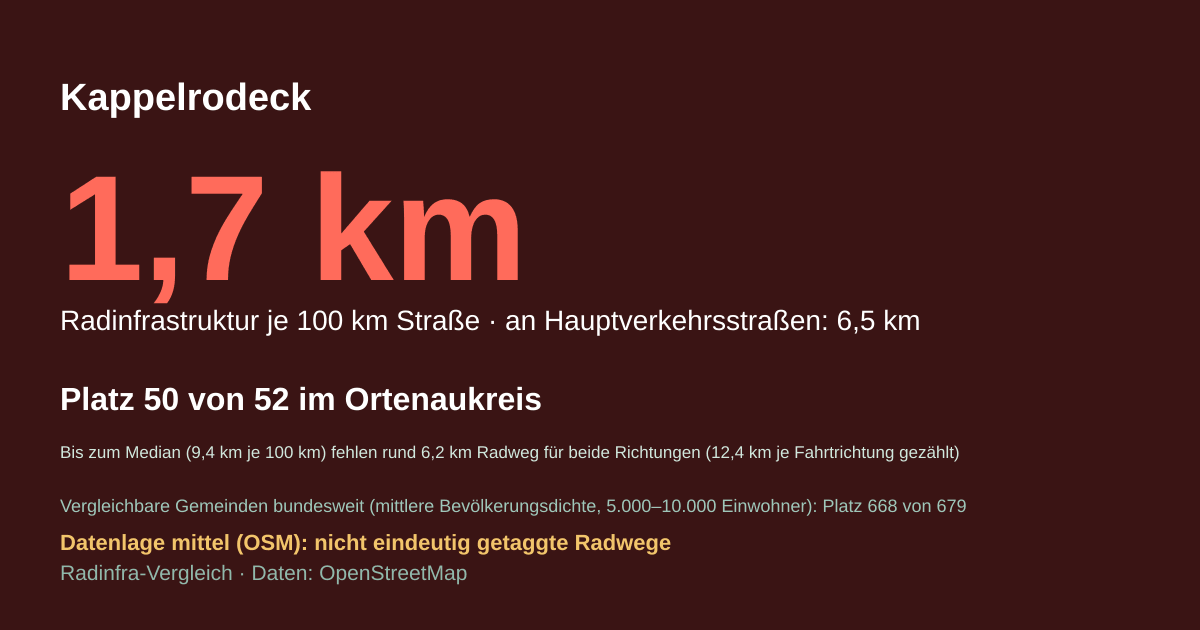 Kappelrodeck
1,7 km
Radinfrastruktur je 100 km Straße · an Hauptverkehrsstraßen: 6,5 km
Platz 50 von 52 im Ortenaukreis
Bis zum Median (9,4 km je 100 km) fehlen rund 6,2 km Radweg für beide Richtungen (12,4 km je Fahrtrichtung gezählt)
Vergleichbare Gemeinden bundesweit (mittlere Bevölkerungsdichte, 5.000–10.000 Einwohner): Platz 668 von 679
Datenlage mittel (OSM): nicht eindeutig getaggte Radwege
Radinfra-Vergleich · Daten: OpenStreetMap